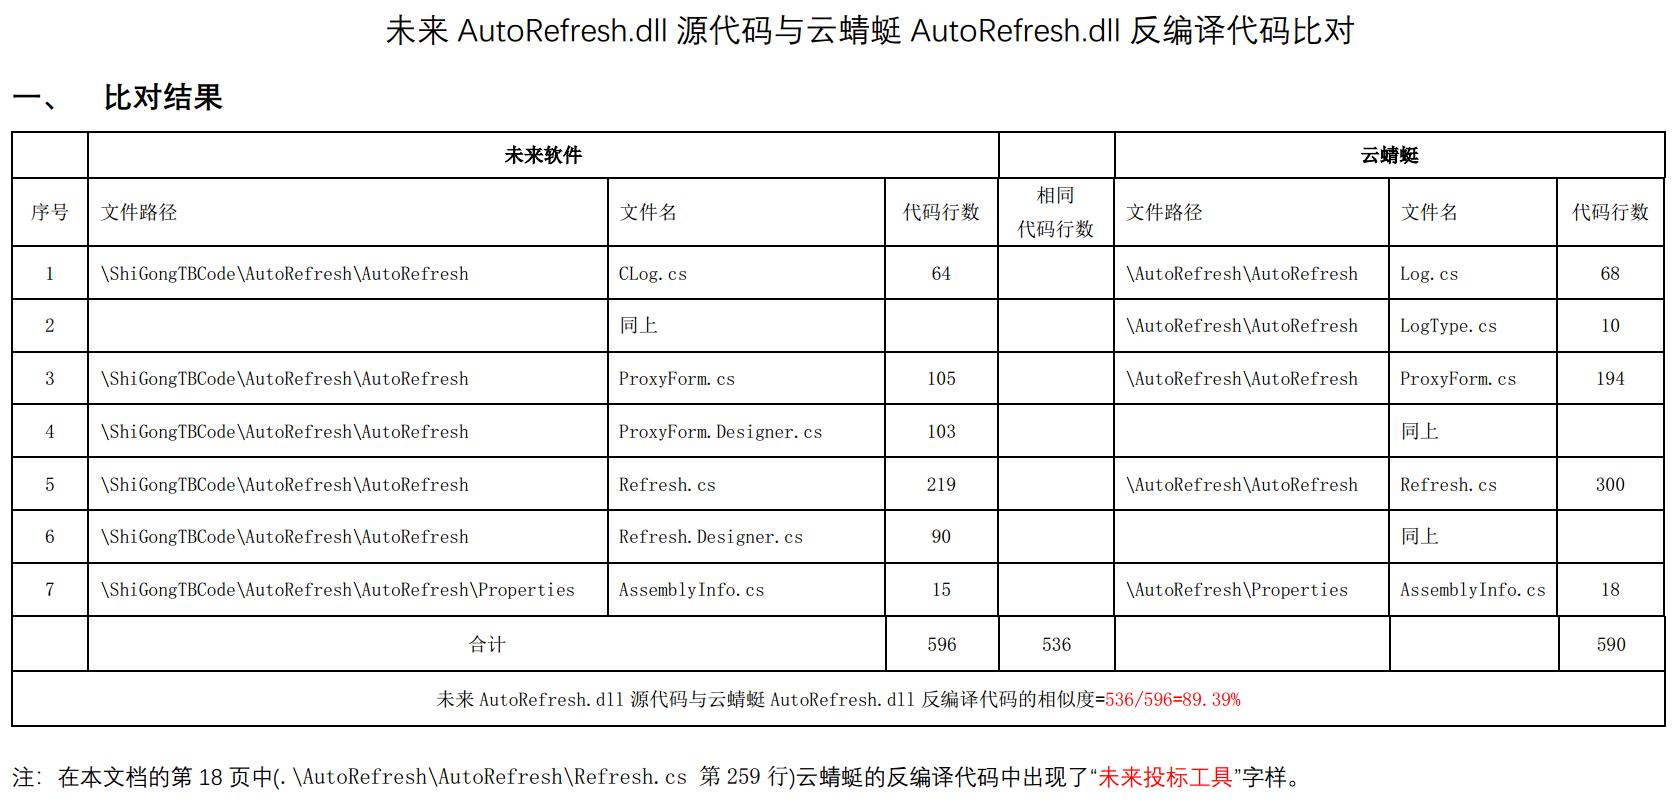 未来 AutoRefresh.dll 源代码与云蜻蜓 AutoRefresh.dll 反编译代码比对
一、 比对结果
未来软件 云蜻蜓
序号 文件路径 文件名 代码行数 相同代码行数 文件路径 文件名 代码行数
1 \ShiGongTBCode\AutoRefresh\AutoRefresh CLog.cs 64 \AutoRefresh\AutoRefresh Log.cs 68
2 同上 \AutoRefresh\AutoRefresh LogType.cs 10
3 \ShiGongTBCode\AutoRefresh\AutoRefresh ProxyForm.cs 105 \AutoRefresh\AutoRefresh ProxyForm.cs 194
4 \ShiGongTBCode\AutoRefresh\AutoRefresh ProxyForm.Designer.cs 103 同上
5 \ShiGongTBCode\AutoRefresh\AutoRefresh Refresh.cs 219 \AutoRefresh\AutoRefresh Refresh.cs 300
6 \ShiGongTBCode\AutoRefresh\AutoRefresh Refresh.Designer.cs 90 同上
7 \ShiGongTBCode\AutoRefresh\AutoRefresh\Properties AssemblyInfo.cs 15 \AutoRefresh\Properties AssemblyInfo.cs 18
合计 596 536 590
未来 AutoRefresh.dll 源代码与云蜻蜓 AutoRefresh.dll 反编译代码的相似度=536/596=89.39%
注: 在本文档的第 18 页中(.\AutoRefresh\AutoRefresh\Refresh.cs 第 259 行)云蜻蜓的反编译代码中出现了“未来投标工具”字样。